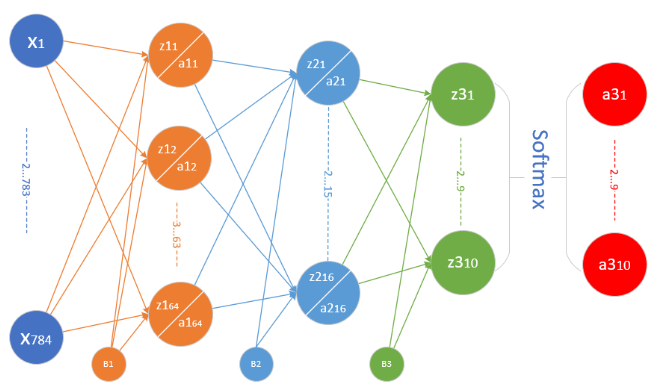 X1
2...783
X784
z11
a11
z12
a12
3...63
z164
a164
B1
z21
a21
2...15
z216
a216
B2
z31
2...9
z310
B3
Softmax
a31
2...9
a310